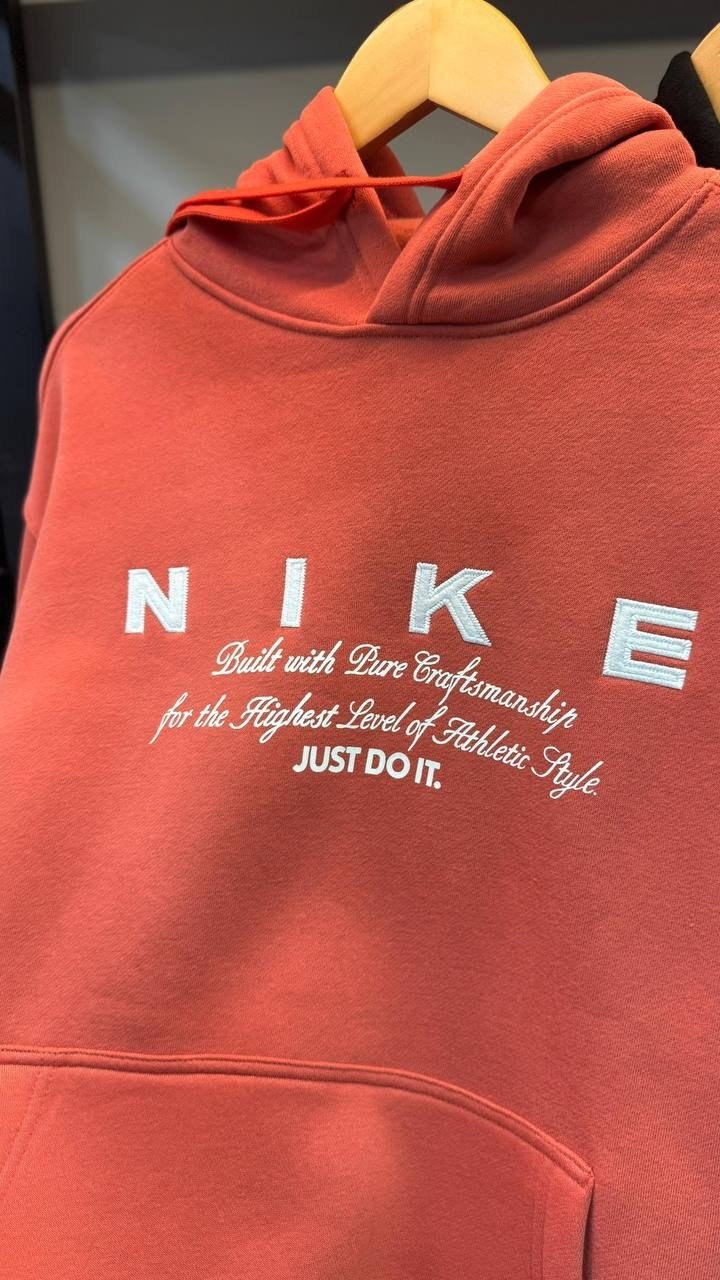 NIKE
Built with Pure Craftsmanship
for the Highest Level of Athletic Style.
JUST DO IT.